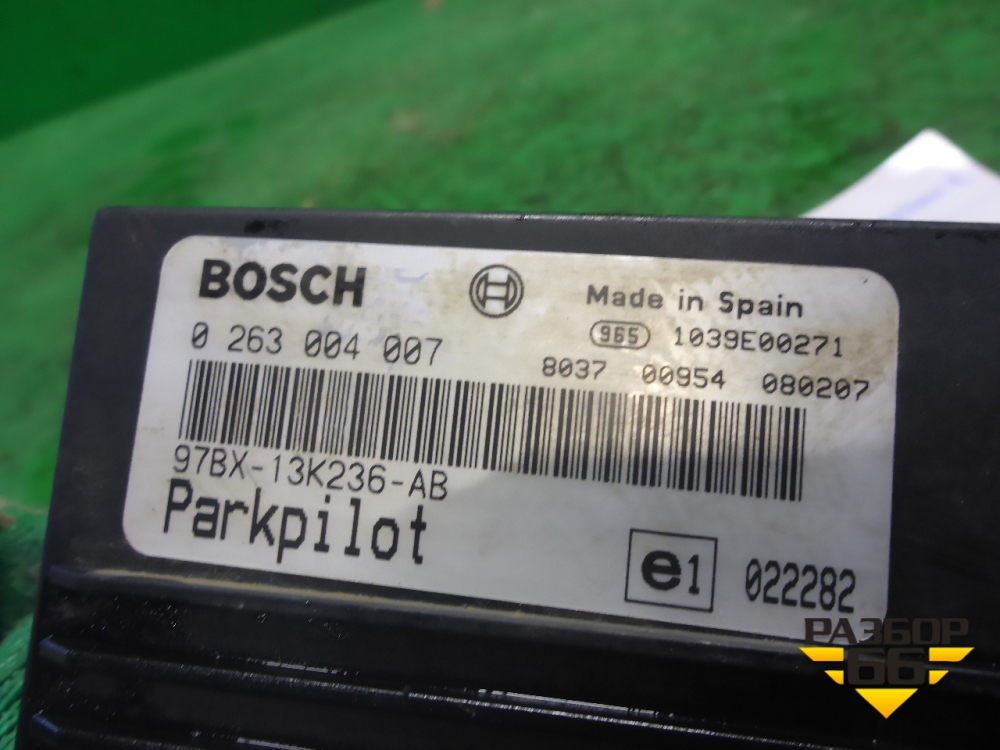 BOSCH
Made in Spain
0 263 004 007
965 1039E00271
8037 00954 080207
97BX-13K236-AB
Parkpilot
e1 022282
РАЗБОР
66